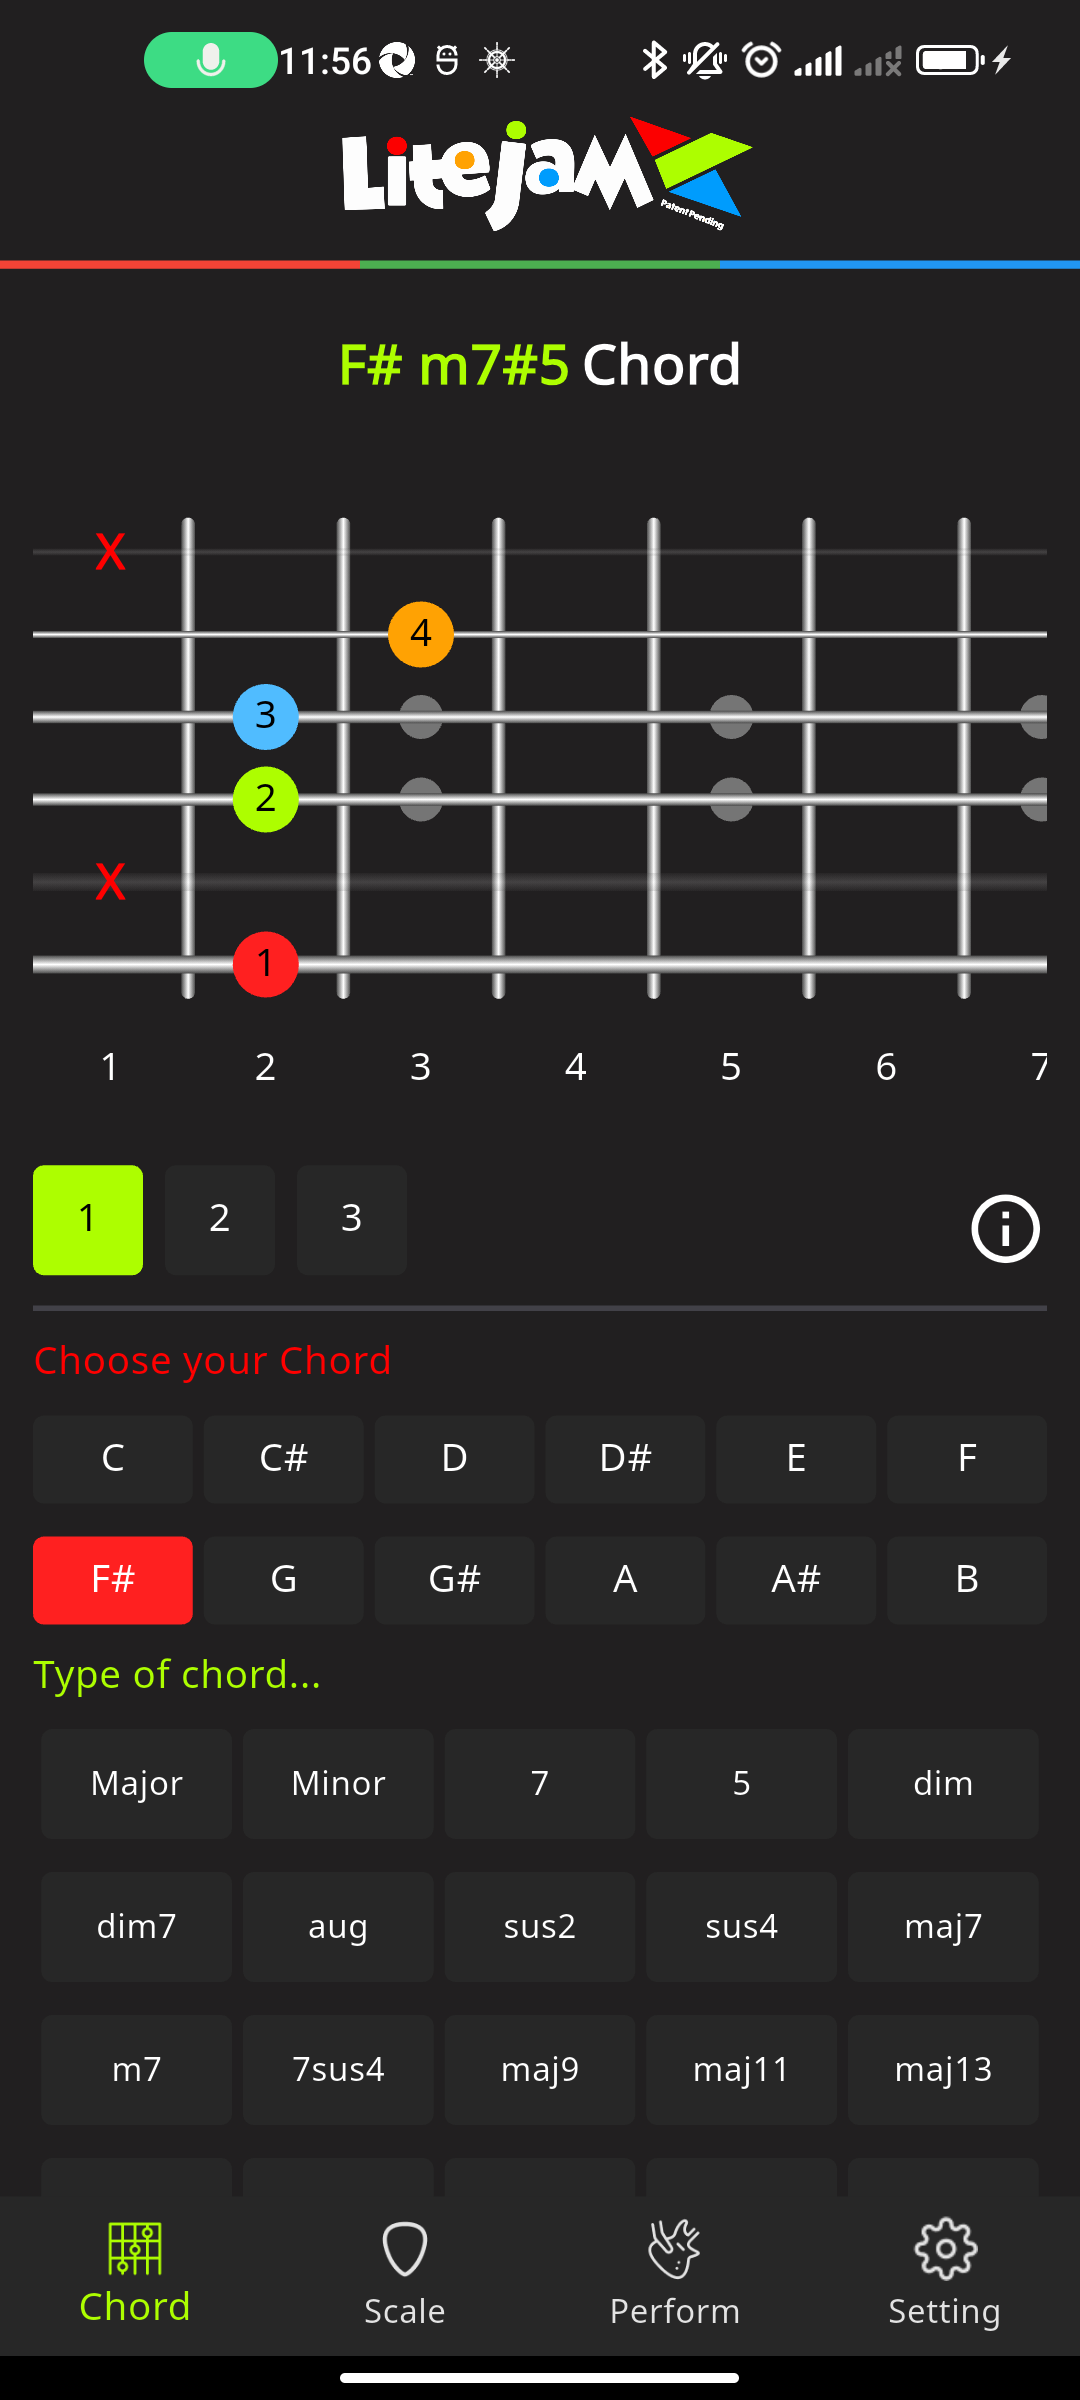 11:56
Litejam
Patent Pending
F# m7#5 Chord
X
4
3
2
X
1
1 2 3 4 5 6 7
1 2 3
Choose your Chord
C C# D D# E F
F# G G# A A# B
Type of chord...
Major Minor 7 5 dim
dim7 aug sus2 sus4 maj7
m7 7sus4 maj9 maj11 maj13
Chord Scale Perform Setting